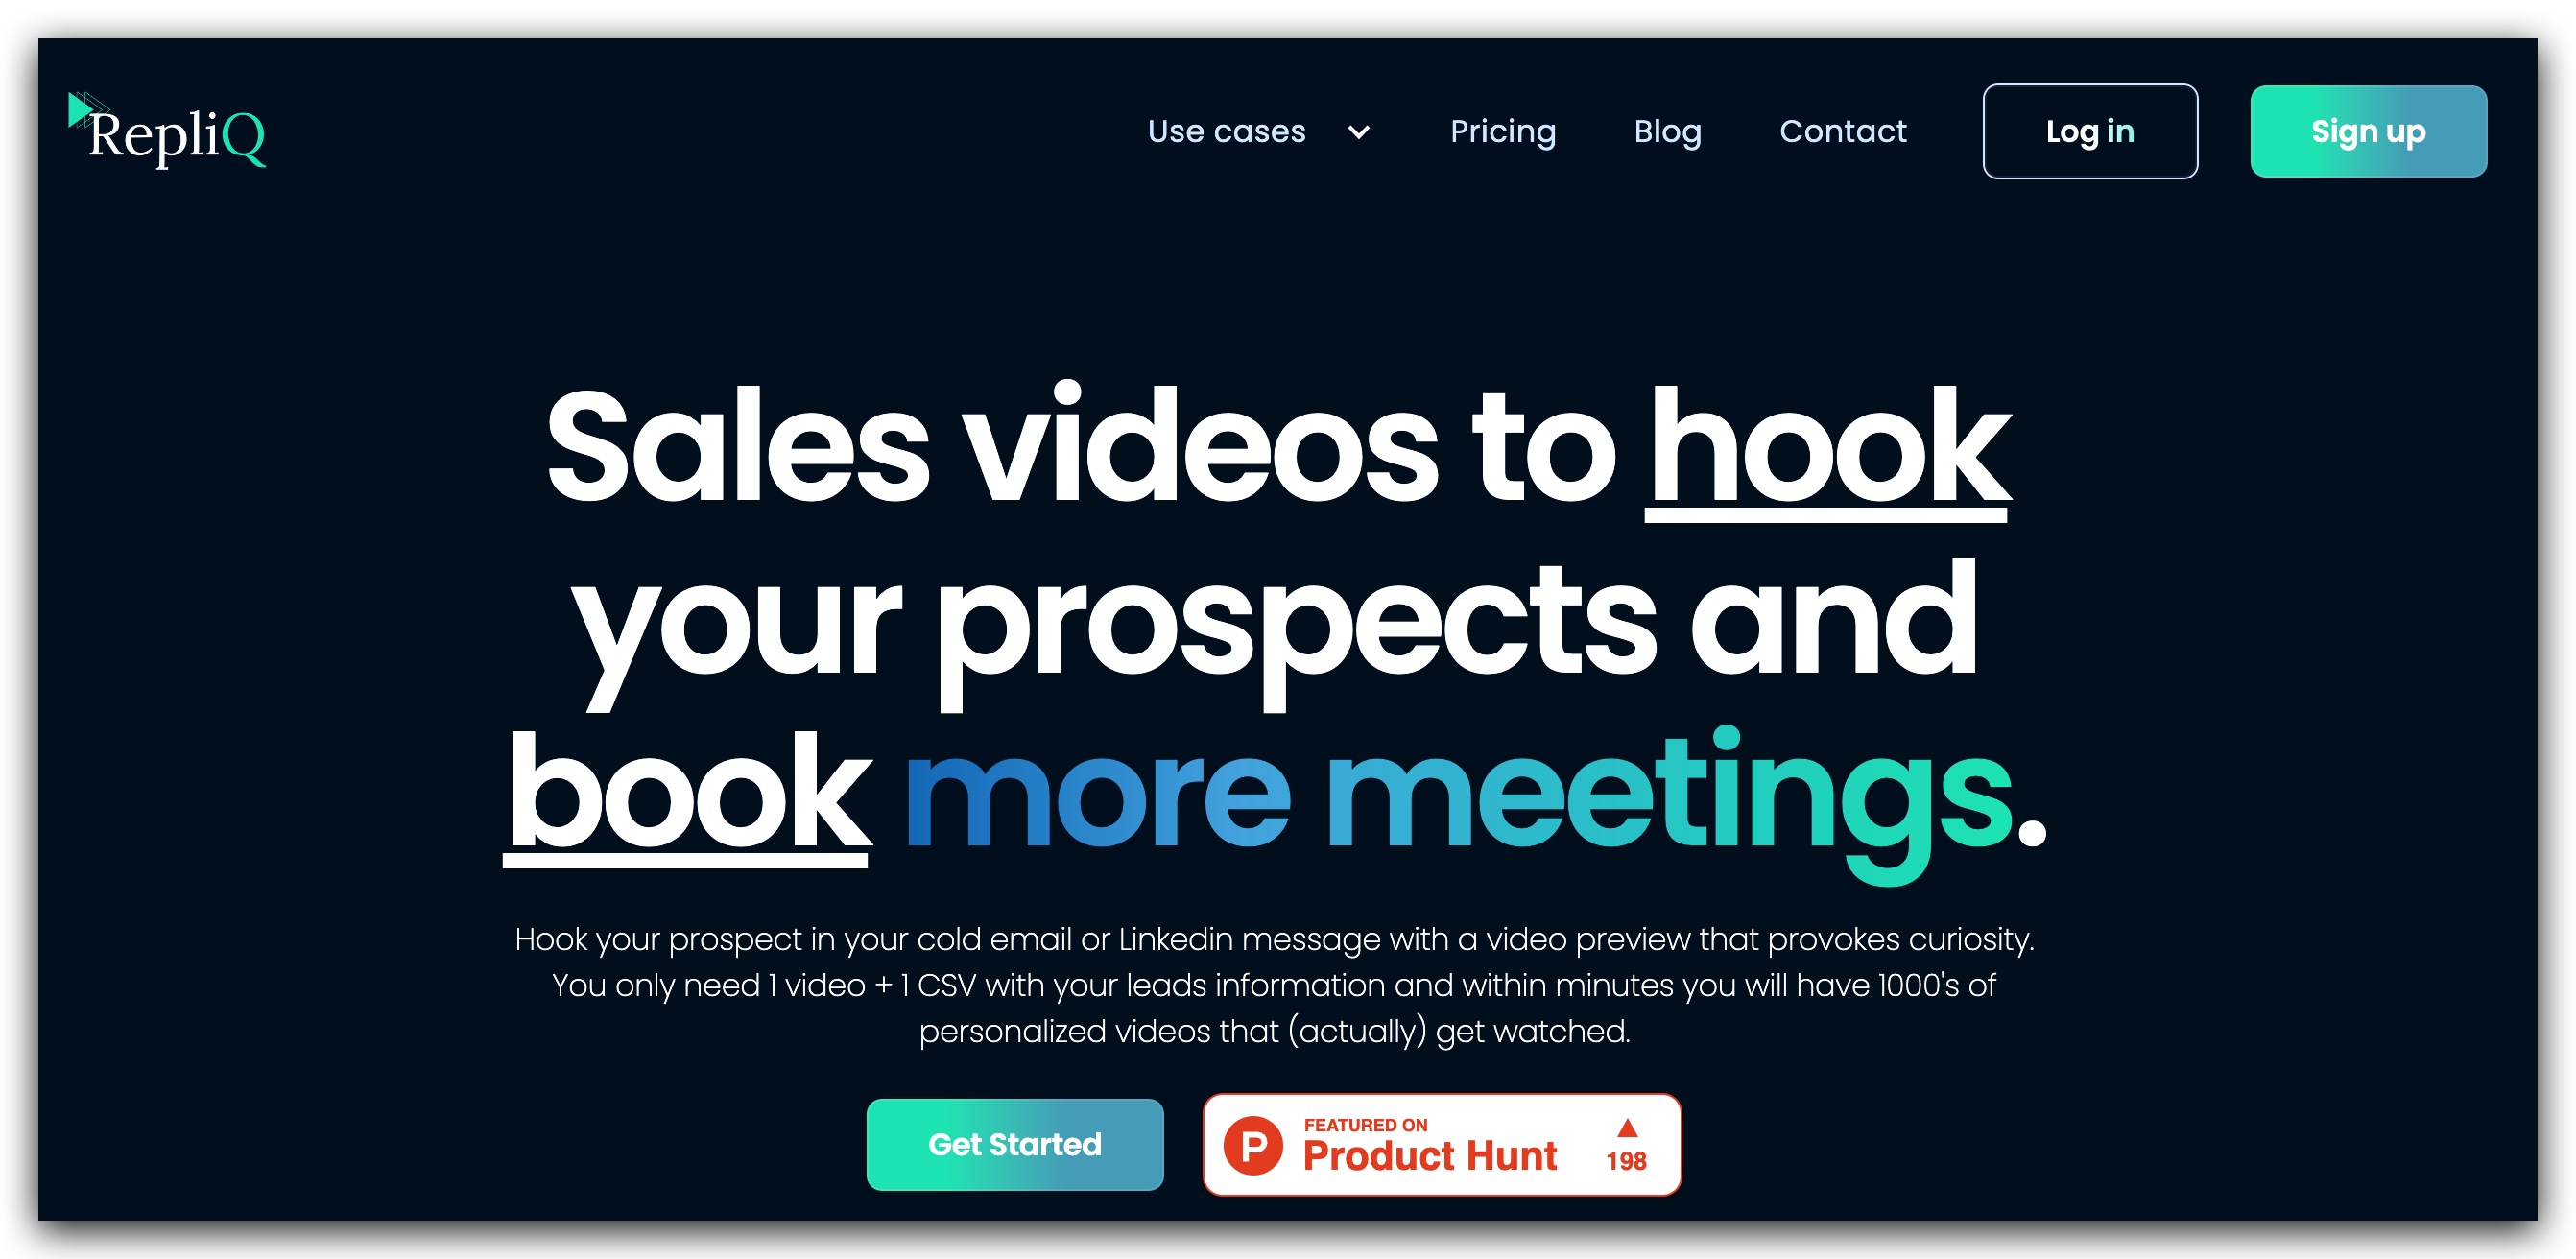 RepliQ
Use cases
Pricing
Blog
Contact
Log in
Sign up
Sales videos to hook
your prospects and
book more meetings.
Hook your prospect in your cold email or Linkedin message with a video preview that provokes curiosity.
You only need 1 video + 1 CSV with your leads information and within minutes you will have 1000's of
personalized videos that (actually) get watched.
Get Started
P
FEATURED ON
Product Hunt
198